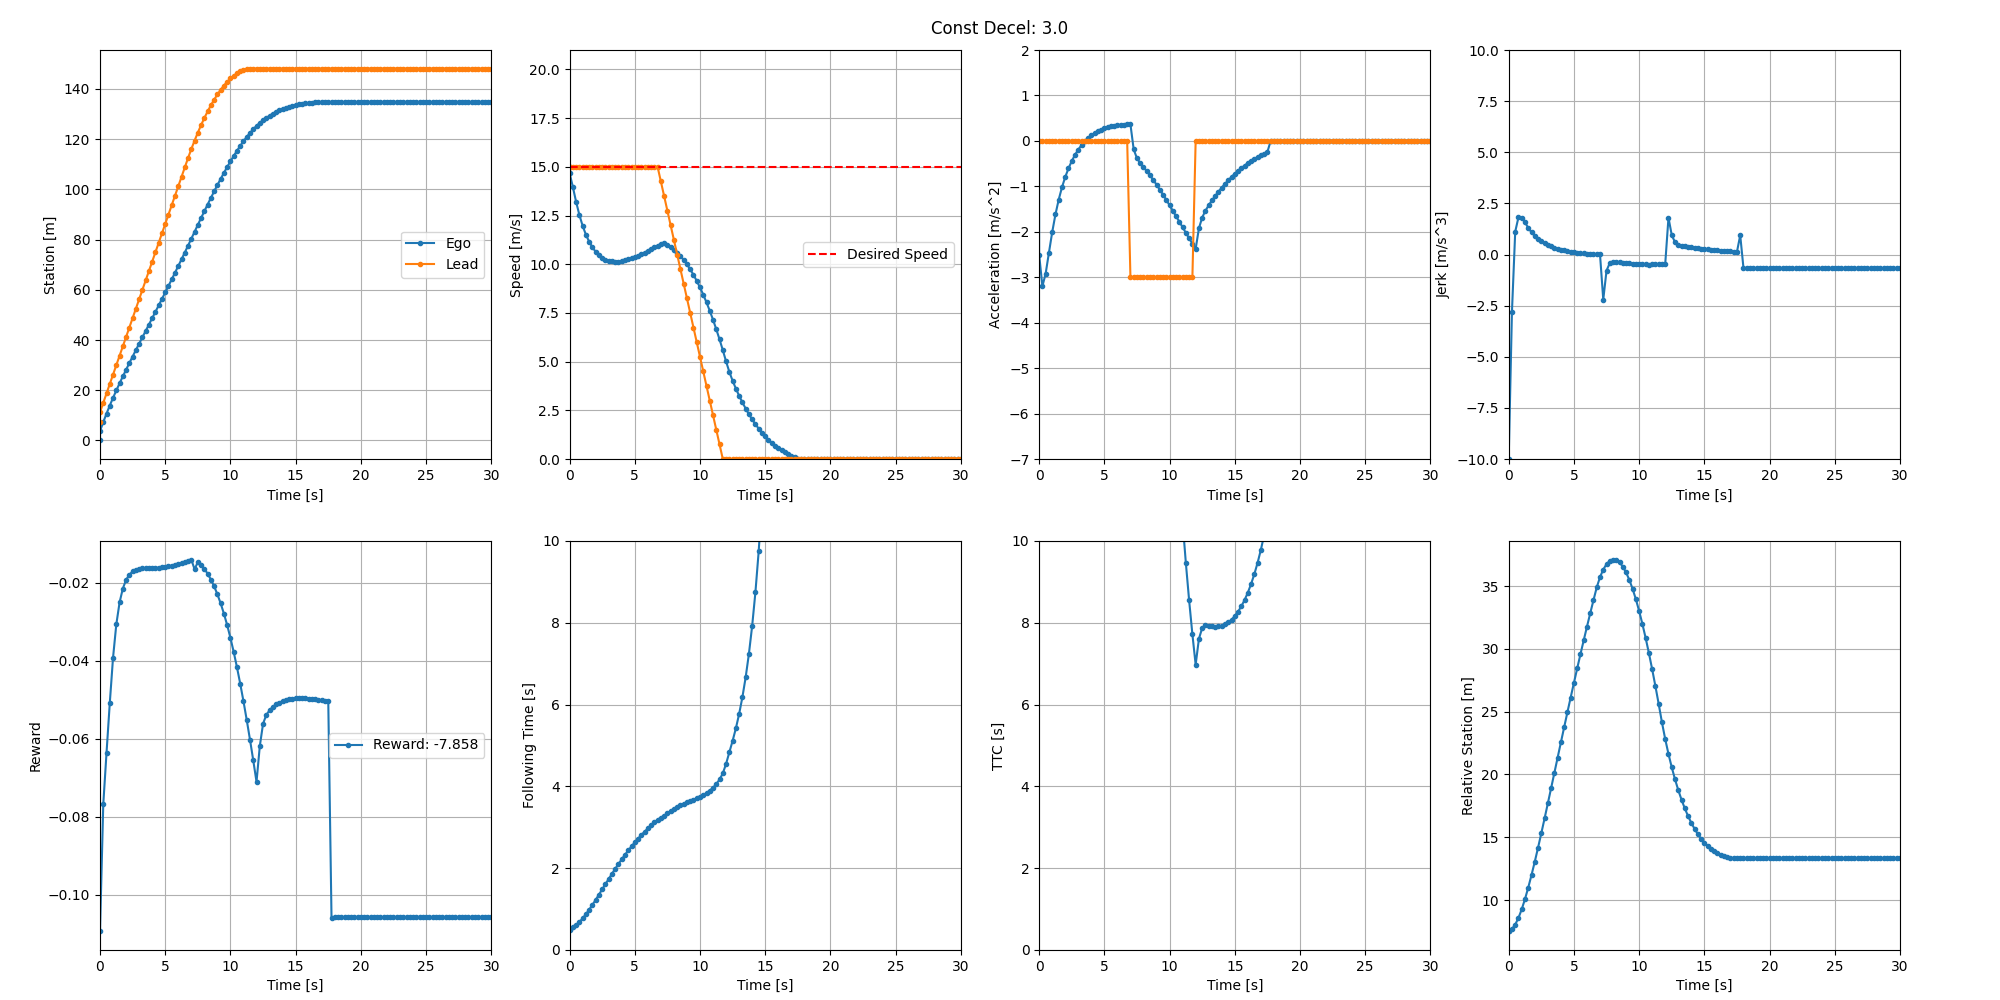 Const Decel: 3.0
140
120
100
80
60
40
20
0
Station [m]
Ego
Lead
0 5 10 15 20 25 30
Time [s]
20.0
17.5
15.0
12.5
10.0
7.5
5.0
2.5
0.0
Speed [m/s]
Desired Speed
0 5 10 15 20 25 30
Time [s]
2
1
0
−1
−2
−3
−4
−5
−6
−7
Acceleration [m/s^2]
0 5 10 15 20 25 30
Time [s]
10.0
7.5
5.0
2.5
0.0
−2.5
−5.0
−7.5
−10.0
Jerk [m/s^3]
0 5 10 15 20 25 30
Time [s]
−0.02
−0.04
−0.06
−0.08
−0.10
Reward
Reward: -7.858
0 5 10 15 20 25 30
Time [s]
10
8
6
4
2
0
Following Time [s]
0 5 10 15 20 25 30
Time [s]
10
8
6
4
2
0
TTC [s]
0 5 10 15 20 25 30
Time [s]
35
30
25
20
15
10
Relative Station [m]
0 5 10 15 20 25 30
Time [s]